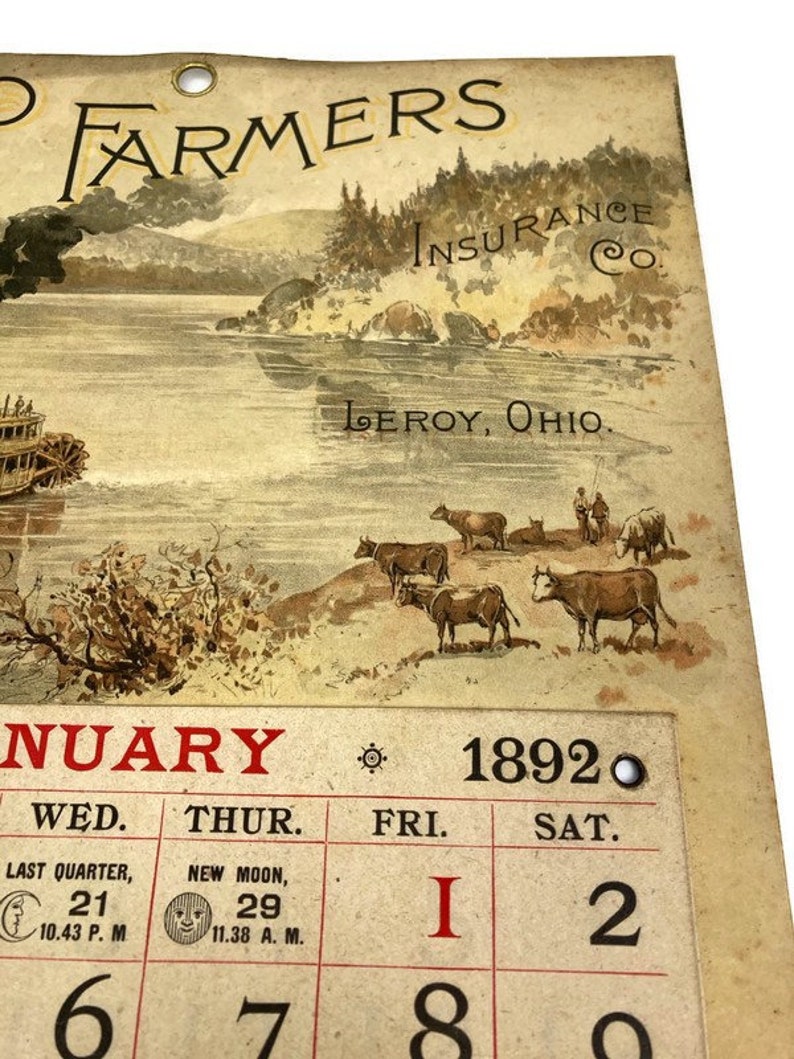 FARMERS
INSURANCE
Co.
LEROY, OHIO.
NUARY 1892
WED. THUR. FRI. SAT.
LAST QUARTER,
21
10.43 P. M
NEW MOON,
29
11.38 A. M.
1 2
6 7 8 9